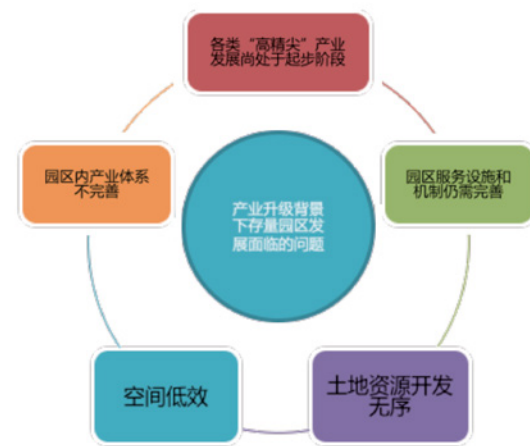 各类“高精尖”产业
发展尚处于起步阶段
园区内产业体系
不完善
园区服务设施和
机制仍需完善
产业升级背景
下存量园区发
展面临的问题
空间低效
土地资源开发
无序